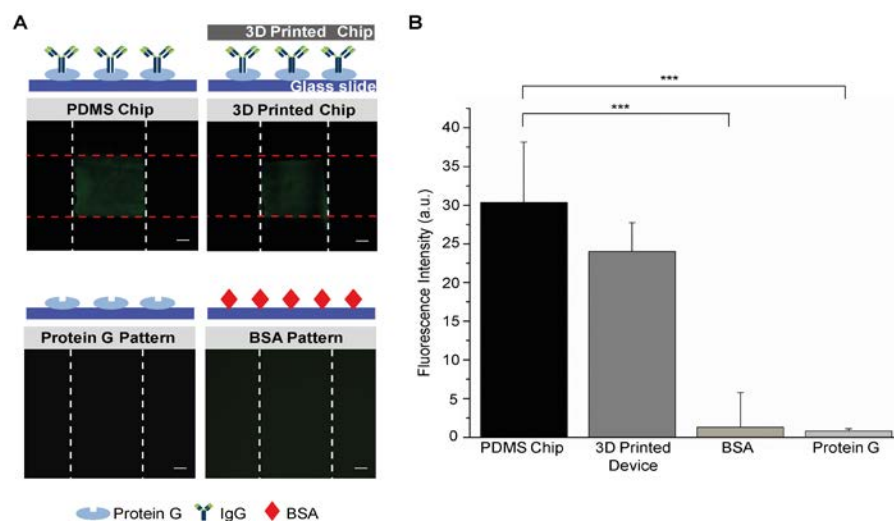 A
3D Printed Chip
Glass slide
PDMS Chip
3D Printed Chip
Protein G Pattern
BSA Pattern
Protein G
IgG
BSA
B
***
***
Fluorescence Intensity (a.u.)
40
35
30
25
20
15
10
5
0
PDMS Chip
3D Printed
Device
BSA
Protein G